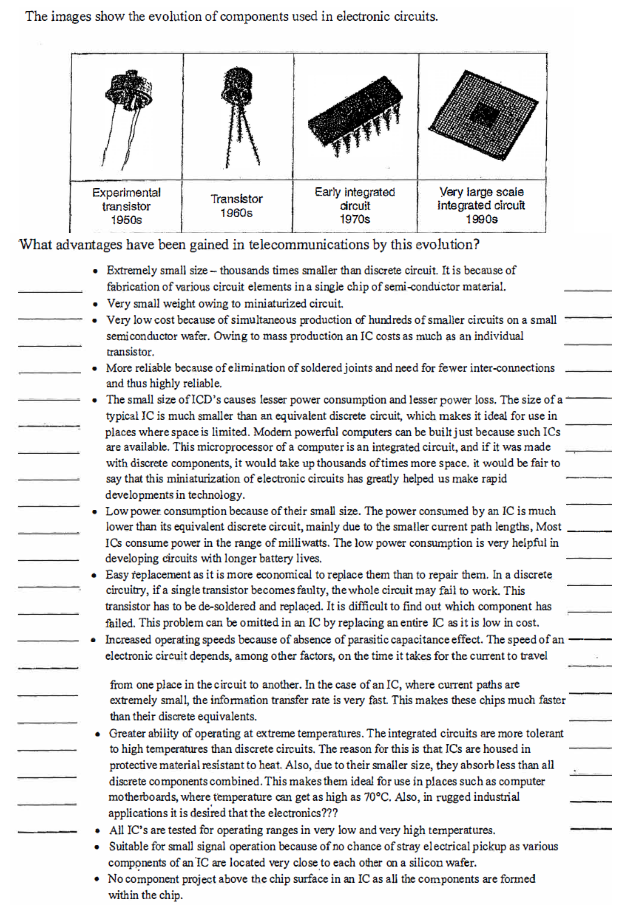 The images show the evolution of components used in electronic circuits.
Experimental
transistor
1950s
Transistor
1960s
Early integrated
circuit
1970s
Very large scale
integrated circuit
1990s
What advantages have been gained in telecommunications by this evolution?
• Extremely small size – thousands times smaller than discrete circuit. It is because of
fabrication of various circuit elements in a single chip of semi-conductor material.
• Very small weight owing to miniaturized circuit.
• Very low cost because of simultaneous production of hundreds of smaller circuits on a small
semiconductor wafer. Owing to mass production an IC costs as much as an individual
transistor.
• More reliable because of elimination of soldered joints and need for fewer inter-connections
and thus highly reliable.
• The small size of ICD's causes lesser power consumption and lesser power loss. The size of a
typical IC is much smaller than an equivalent discrete circuit, which makes it ideal for use in
places where space is limited. Modern powerful computers can be built just because such ICs
are available. This microprocessor of a computer is an integrated circuit, and if it was made
with discrete components, it would take up thousands of times more space. it would be fair to
say that this miniaturization of electronic circuits has greatly helped us make rapid
developments in technology.
• Low power consumption because of their small size. The power consumed by an IC is much
lower than its equivalent discrete circuit, mainly due to the smaller current path lengths, Most
ICs consume power in the range of milliwatts. The low power consumption is very helpful in
developing circuits with longer battery lives.
• Easy replacement as it is more economical to replace them than to repair them. In a discrete
circuitry, if a single transistor becomes faulty, the whole circuit may fail to work. This
transistor has to be de-soldered and replaced. It is difficult to find out which component has
failed. This problem can be omitted in an IC by replacing an entire IC as it is low in cost.
• Increased operating speeds because of absence of parasitic capacitance effect. The speed of an
electronic circuit depends, among other factors, on the time it takes for the current to travel
from one place in the circuit to another. In the case of an IC, where current paths are
extremely small, the information transfer rate is very fast. This makes these chips much faster
than their discrete equivalents.
• Greater ability of operating at extreme temperatures. The integrated circuits are more tolerant
to high temperatures than discrete circuits. The reason for this is that ICs are housed in
protective material resistant to heat. Also, due to their smaller size, they absorb less than all
discrete components combined. This makes them ideal for use in places such as computer
motherboards, where temperature can get as high as 70°C. Also, in rugged industrial
applications it is desired that the electronics???
• All IC's are tested for operating ranges in very low and very high temperatures.
• Suitable for small signal operation because of no chance of stray electrical pickup as various
components of an IC are located very close to each other on a silicon wafer.
• No component project above the chip surface in an IC as all the components are formed
within the chip.